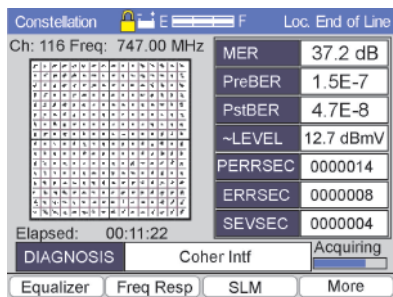 Constellation E F Loc. End of Line
Ch: 116 Freq: 747.00 MHz
MER 37.2 dB
PreBER 1.5E-7
PstBER 4.7E-8
~LEVEL 12.7 dBmV
PERRSEC 0000014
ERRSEC 0000008
SEVSEC 0000004
Elapsed: 00:11:22
DIAGNOSIS Coher Intf Acquiring
Equalizer Freq Resp SLM More